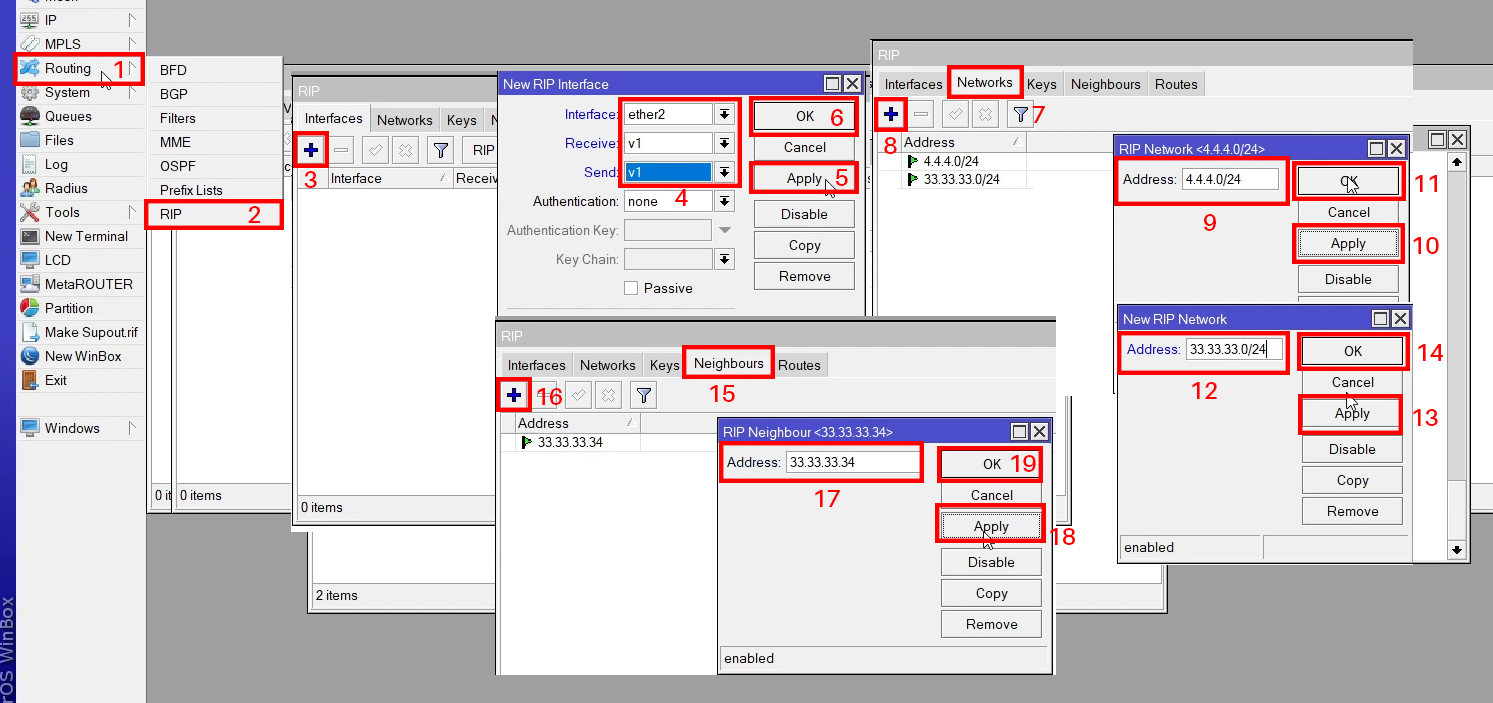 IP
MPLS
Routing 1
System
Queues
Files
Log
Radius
Tools
New Terminal
LCD
MetaROUTER
Partition
Make Supout.rif
New WinBox
Exit
Windows
rOS WinBox
BFD
BGP
Filters
MME
OSPF
Prefix Lists
RIP 2
0 it
0 items
RIP
Interfaces Networks Keys N
RIP
3
Interface Receiv
0 items
2 items
New RIP Interface
Interface: ether2
Receive: v1
Send: v1
4
Authentication: none
Authentication Key:
Key Chain:
Passive
OK 6
Cancel
Apply 5
Disable
Copy
Remove
RIP
Interfaces Networks Keys Neighbours Routes
7
8
Address
4.4.4.0/24
33.33.33.0/24
RIP Network <4.4.4.0/24>
Address: 4.4.4.0/24
9
OK 11
Cancel
Apply 10
Disable
New RIP Network
Address: 33.33.33.0/24
12
OK 14
Cancel
Apply 13
Disable
Copy
Remove
enabled
RIP
Interfaces Networks Keys Neighbours Routes
16
15
Address
33.33.33.34
RIP Neighbour <33.33.33.34>
Address: 33.33.33.34
17
OK 19
Cancel
Apply 18
Disable
Copy
Remove
enabled